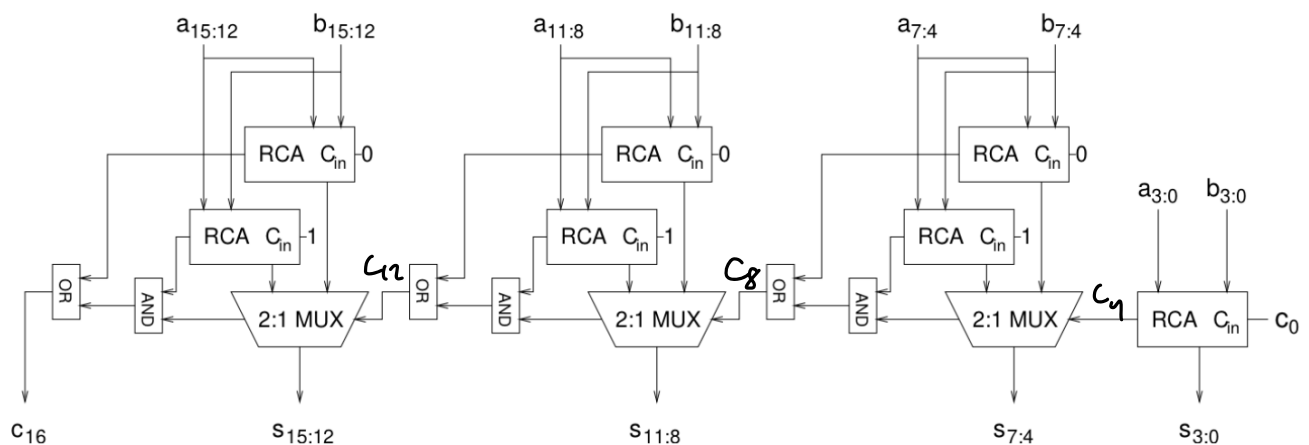 a15:12 b15:12 a11:8 b11:8 a7:4 b7:4
RCA Cin 0 RCA Cin 0 RCA Cin 0
a3:0 b3:0
RCA Cin 1 RCA Cin 1 RCA Cin 1
C12 C8 C4
OR AND 2:1 MUX OR AND 2:1 MUX OR AND 2:1 MUX RCA Cin c0
c16 s15:12 s11:8 s7:4 s3:0